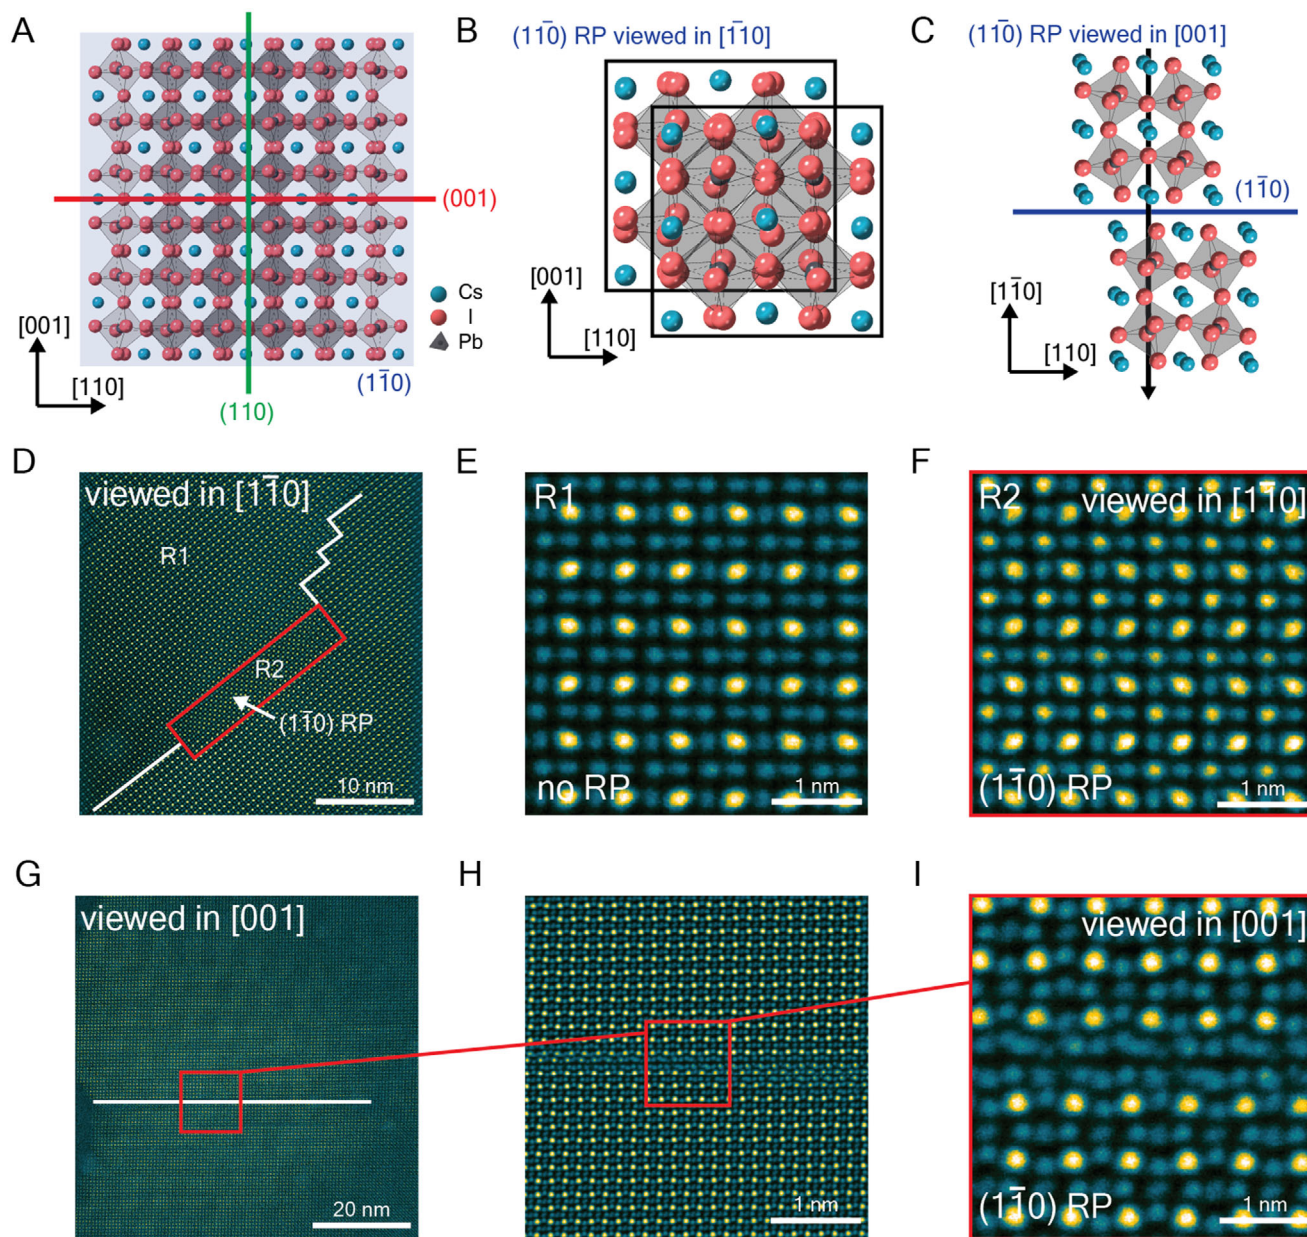 A
(001)
[001]
[110]
(110)
(11̄0)
Cs
I
Pb
B
(11̄0) RP viewed in [1̄10]
[001]
[110]
C
(11̄0) RP viewed in [001]
(11̄0)
[11̄0]
[110]
D
viewed in [11̄0]
R1
R2
(11̄0) RP
10 nm
E
R1
no RP
1 nm
F
R2
viewed in [11̄0]
(11̄0) RP
1 nm
G
viewed in [001]
20 nm
H
1 nm
I
viewed in [001]
(11̄0) RP
1 nm